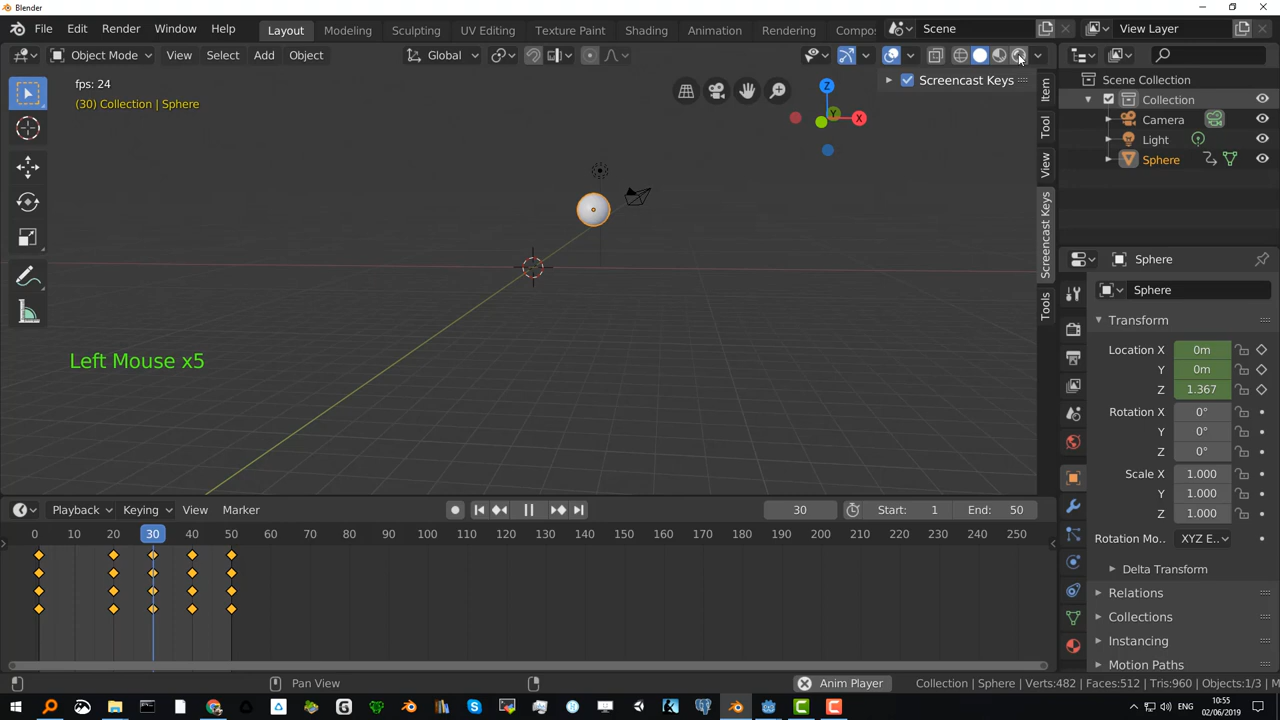 Blender
File Edit Render Window Help Layout Modeling Sculpting UV Editing Texture Paint Shading Animation Rendering Compos Scene View Layer
Object Mode View Select Add Object Global
fps: 24
(30) Collection | Sphere
Screencast Keys
Z
Y
X
Item
Tool
View
Screencast Keys
Tools
Scene Collection
Collection
Camera
Light
Sphere
Left Mouse x5
Sphere
Sphere
Transform
Location X 0m
Y 0m
Z 1.367
Rotation X 0°
Y 0°
Z 0°
Scale X 1.000
Y 1.000
Z 1.000
Rotation Mo.. XYZ E..
Delta Transform
Relations
Collections
Instancing
Motion Paths
Playback Keying View Marker 30 Start: 1 End: 50
0 10 20 30 40 50 60 70 80 90 100 110 120 130 140 150 160 170 180 190 200 210 220 230 240 250
Pan View Anim Player Collection | Sphere | Verts:482 | Faces:512 | Tris:960 | Objects:1/3 | M
ENG 10:55
02/06/2019